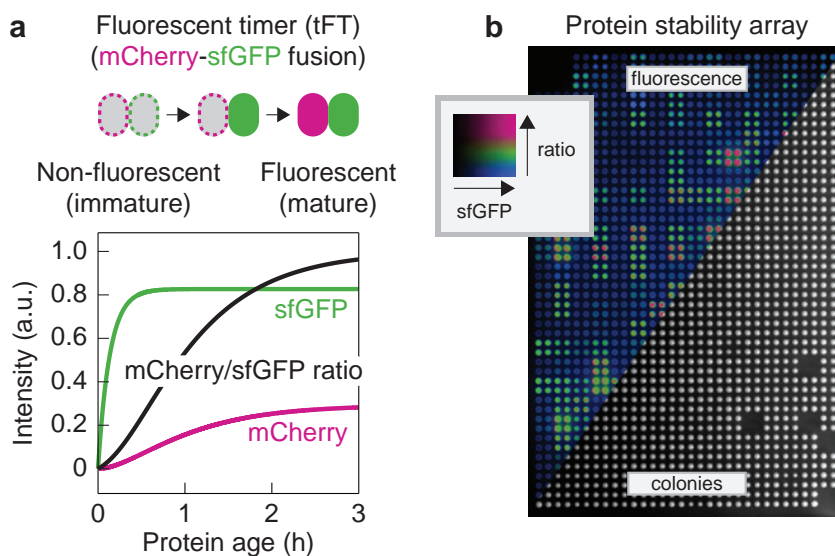 a
Fluorescent timer (tFT)
(mCherry-sfGFP fusion)
Non-fluorescent
(immature)
Fluorescent
(mature)
Intensity (a.u.)
1.0
0.8
0.6
0.4
0.2
0
sfGFP
mCherry/sfGFP ratio
mCherry
0
1
2
3
Protein age (h)
b
Protein stability array
fluorescence
ratio
sfGFP
colonies